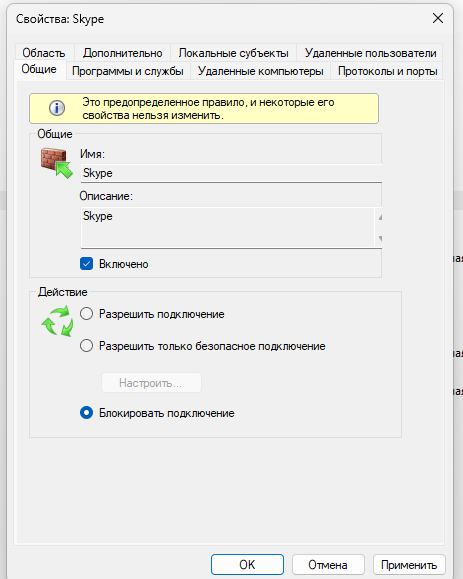 Свойства: Skype
Область Дополнительно Локальные субъекты Удаленные пользователи
Общие Программы и службы Удаленные компьютеры Протоколы и порты
Это предопределенное правило, и некоторые его
свойства нельзя изменить.
Общие
Имя:
Skype
Описание:
Skype
Включено
Действие
Разрешить подключение
Разрешить только безопасное подключение
Настроить...
Блокировать подключение
OK Отмена Применить